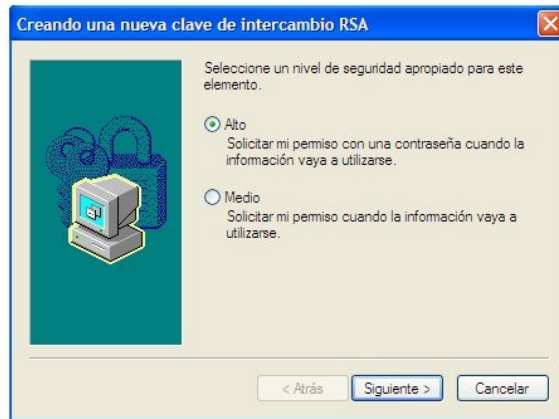 Creando una nueva clave de intercambio RSA
Seleccione un nivel de seguridad apropiado para este
elemento.
Alto
Solicitar mi permiso con una contraseña cuando la
información vaya a utilizarse.
Medio
Solicitar mi permiso cuando la información vaya a
utilizarse.
< Atrás Siguiente > Cancelar